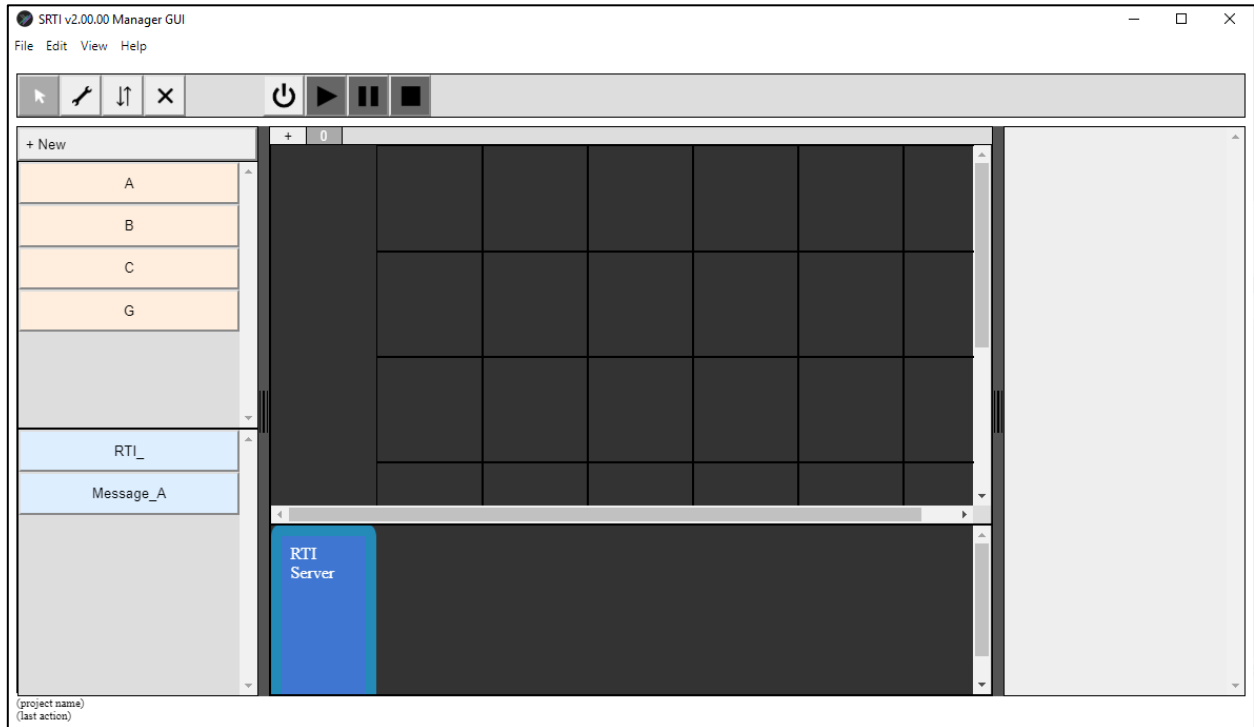 SRTI v2.00.00 Manager GUI
File Edit View Help
+ New
+ 0
A
B
C
G
RTI_
Message_A
RTI
Server
(project name)
(last action)